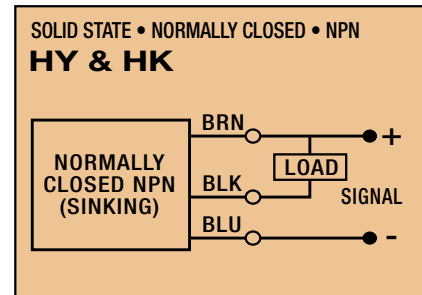 SOLID STATE • NORMALLY CLOSED • NPN
HY & HK
BRN
+
LOAD
NORMALLY
CLOSED NPN
(SINKING)
BLK
SIGNAL
BLU
-